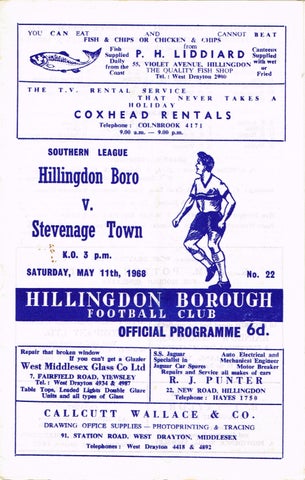 YOU CAN EAT AND CANNOT BEAT
FISH & CHIPS OR CHICKEN & CHIPS
from
Fish
Supplied
Daily
from the
Coast
P. H. LIDDIARD
55, VIOLET AVENUE, HILLINGDON
THE QUALITY FISH SHOP
Tel.: West Drayton 2900
Canteens
Supplied
with wet
or
Fried
THE T.V. RENTAL SERVICE
THAT NEVER TAKES A
HOLIDAY
COXHEAD RENTALS
Telephone: COLNBROOK 4171
9.00 a.m. — 9.00 p.m.
SOUTHERN LEAGUE
Hillingdon Boro
V.
Stevenage Town
K.O. 3 p.m.
SATURDAY, MAY 11th, 1968 No. 22
HILLINGDON BOROUGH
FOOTBALL CLUB
OFFICIAL PROGRAMME 6d.
Repair that broken window
If you can't get a Glazier
West Middlesex Glass Co Ltd
7, FAIRFIELD ROAD, YIEWSLEY
Tel.: West Drayton 4934 & 4987
Table Tops, Leaded Lights Double Glaze
Units and all types of Glass
S.S. Jaguar
Specialist in
Jaguar Cars
Auto Electrical and
Mechanical Engineer
Motor Breaker
Repairs and Service all makes of cars
R. J. PUNTER
22, NEW ROAD, HILLINGDON
Telephone: HAYES 1750
CALLCUTT WALLACE & CO.
DRAWING OFFICE SUPPLIES — PHOTOPRINTING & TRACING
91, STATION ROAD, WEST DRAYTON, MIDDLESEX
Telephones: West Drayton 4418 & 4892